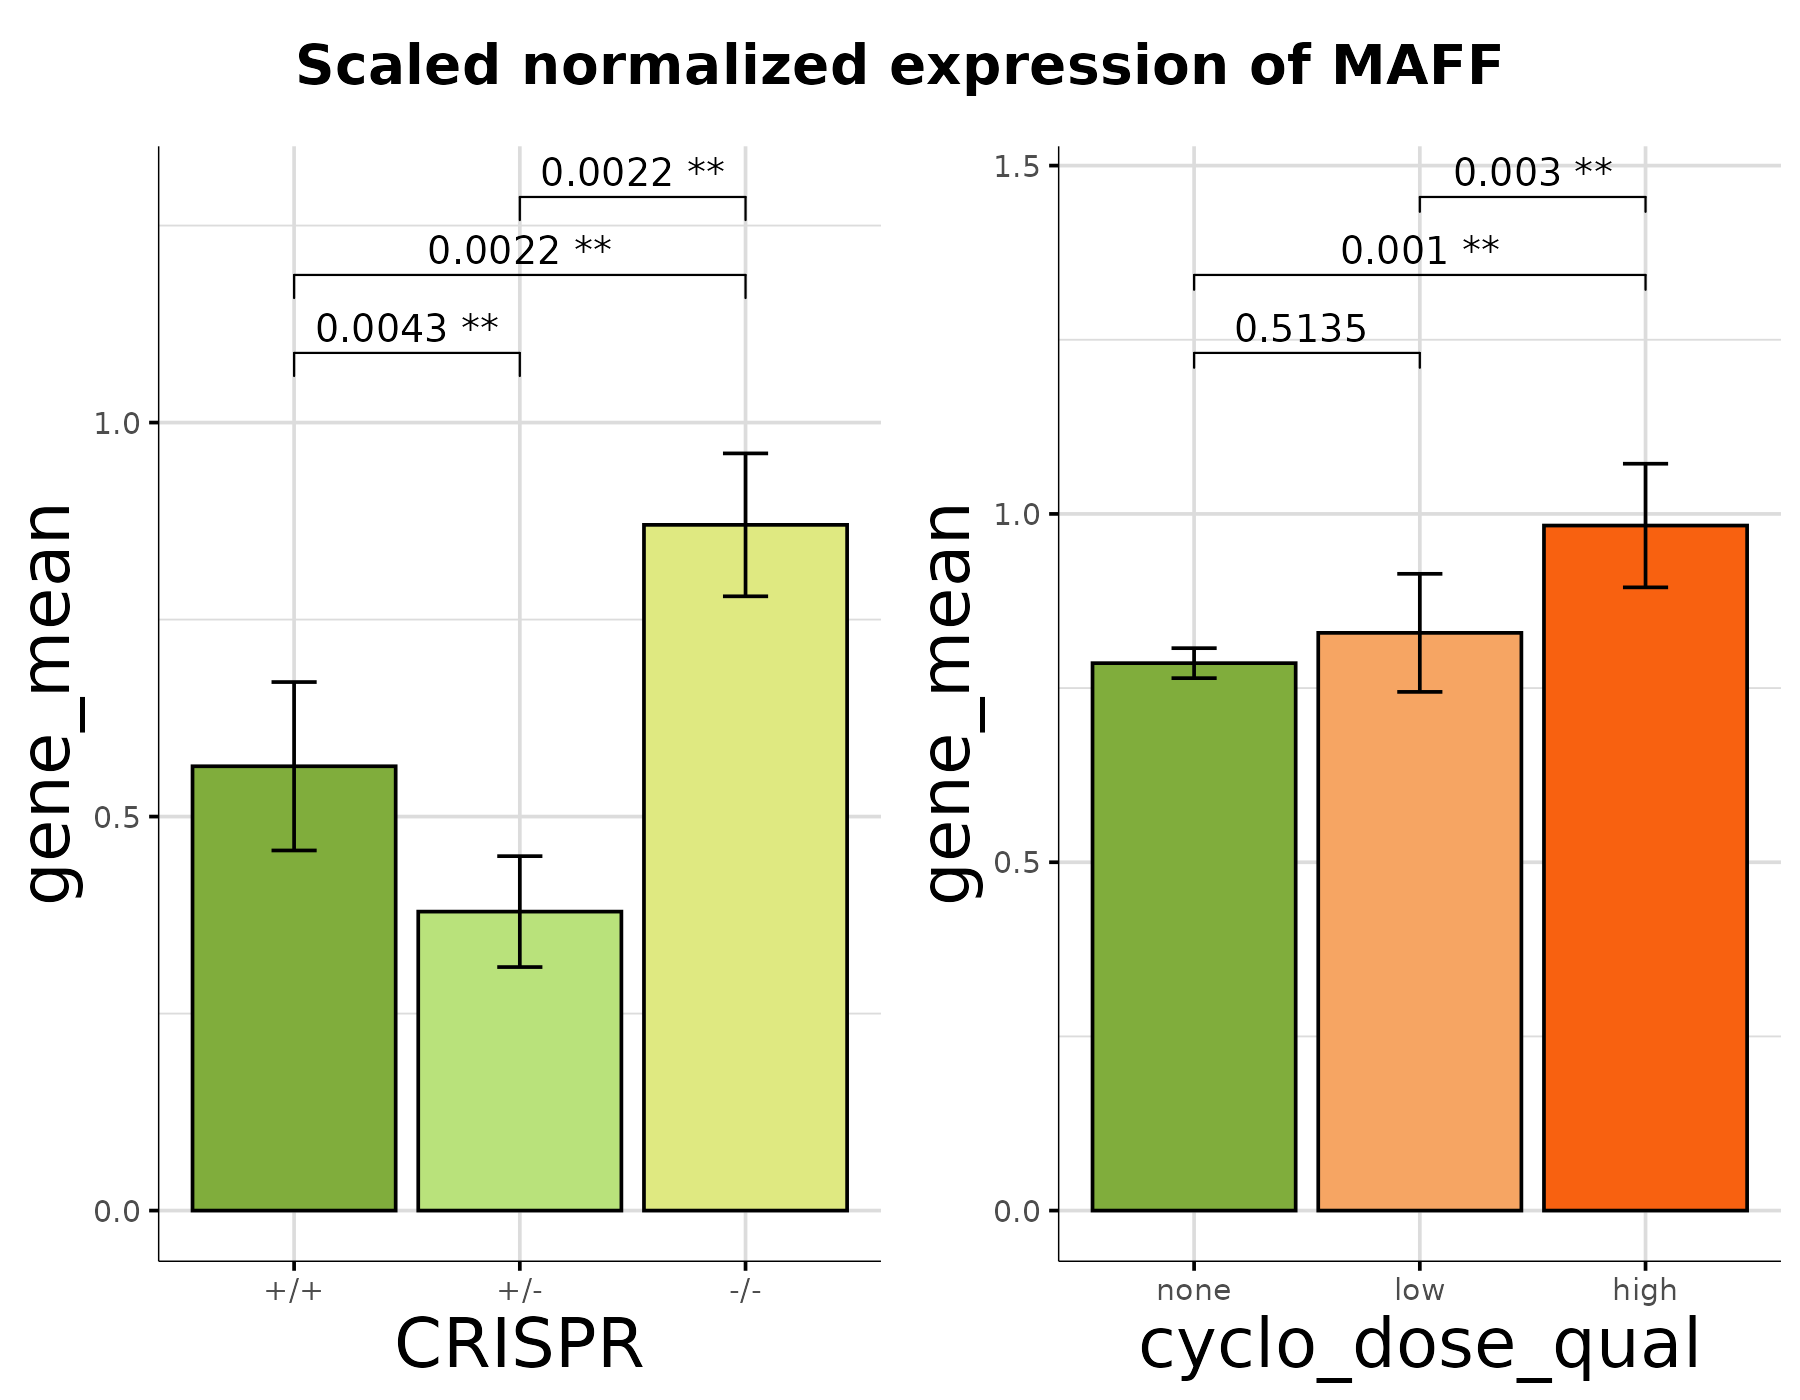 Scaled normalized expression of MAFF
0.0022 **
0.0022 **
0.0043 **
1.0
0.5
0.0
gene_mean
+/+ +/- -/-
CRISPR
0.003 **
0.001 **
0.5135
1.5
1.0
0.5
0.0
gene_mean
none low high
cyclo_dose_qual